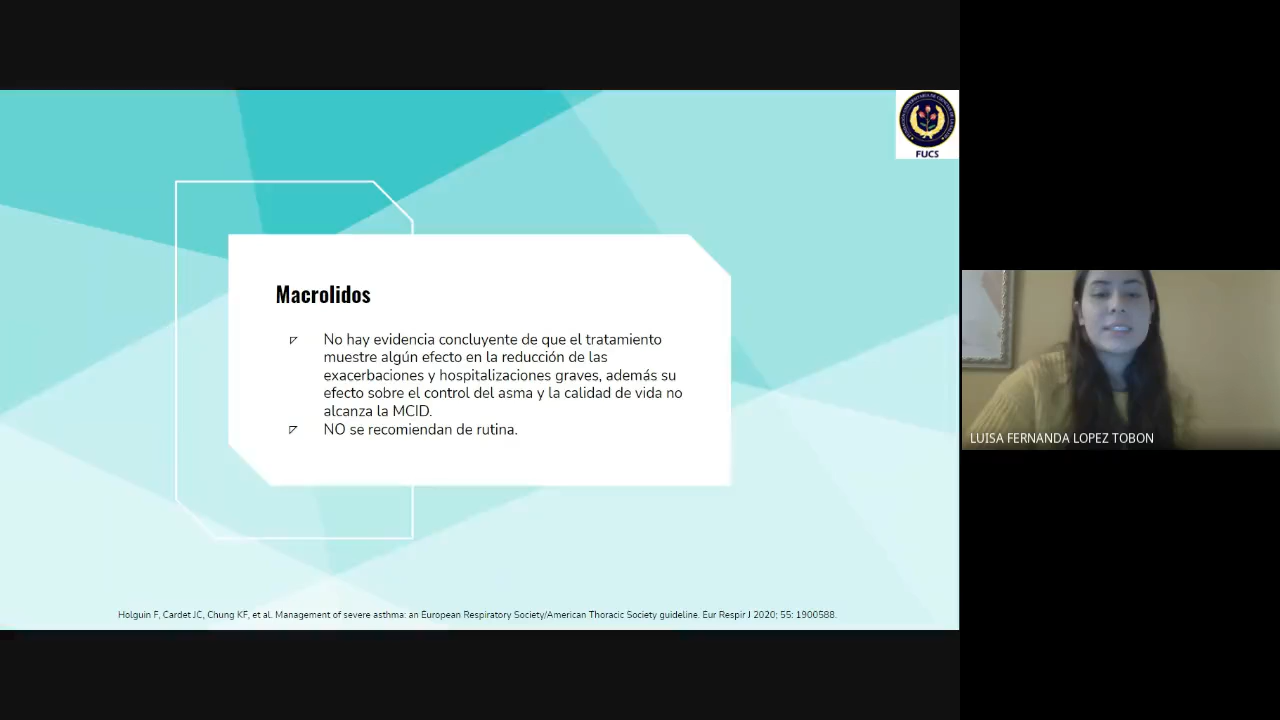 FUCS
Macrolidos
No hay evidencia concluyente de que el tratamiento
muestre algún efecto en la reducción de las
exacerbaciones y hospitalizaciones graves, además su
efecto sobre el control del asma y la calidad de vida no
alcanza la MCID.
NO se recomiendan de rutina.
LUISA FERNANDA LOPEZ TOBON
Holguin F, Cardet JC, Chung KF, et al. Management of severe asthma: an European Respiratory Society/American Thoracic Society guideline. Eur Respir J 2020; 55: 1900588.